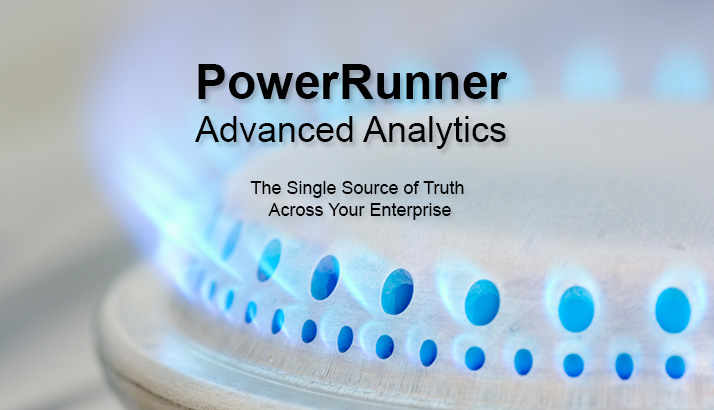 PowerRunner
Advanced Analytics
The Single Source of Truth
Across Your Enterprise